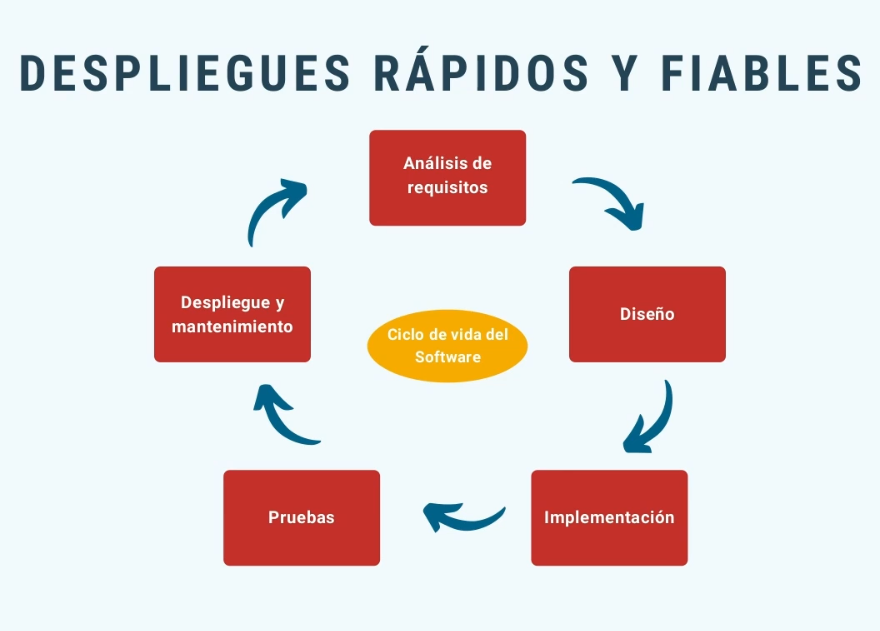 DESPLIEGUES RÁPIDOS Y FIABLES
Análisis de
requisitos
Diseño
Implementación
Pruebas
Despliegue y
mantenimiento
Ciclo de vida del
Software